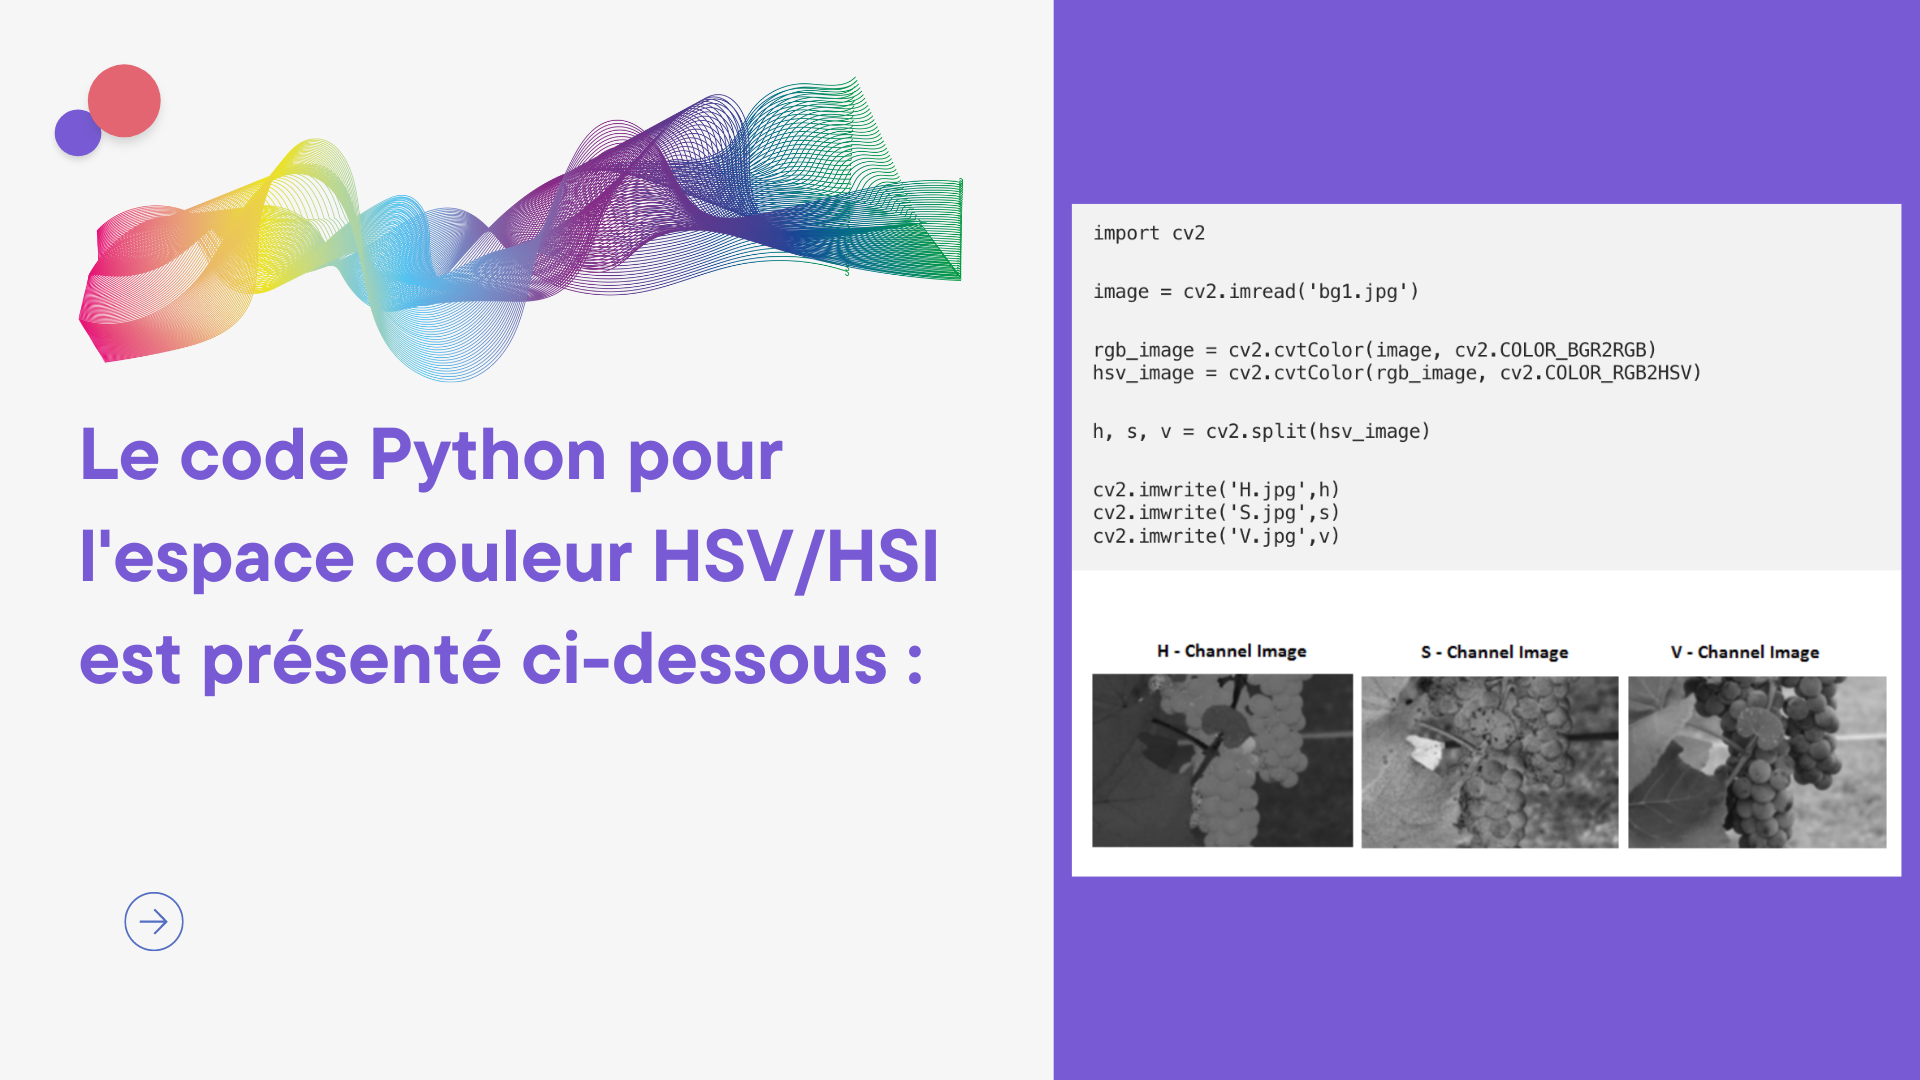 Le code Python pour
l'espace couleur HSV/HSI
est présenté ci-dessous :
import cv2
image = cv2.imread('bg1.jpg')
rgb_image = cv2.cvtColor(image, cv2.COLOR_BGR2RGB)
hsv_image = cv2.cvtColor(rgb_image, cv2.COLOR_RGB2HSV)
h, s, v = cv2.split(hsv_image)
cv2.imwrite('H.jpg',h)
cv2.imwrite('S.jpg',s)
cv2.imwrite('V.jpg',v)
H - Channel Image
S - Channel Image
V - Channel Image